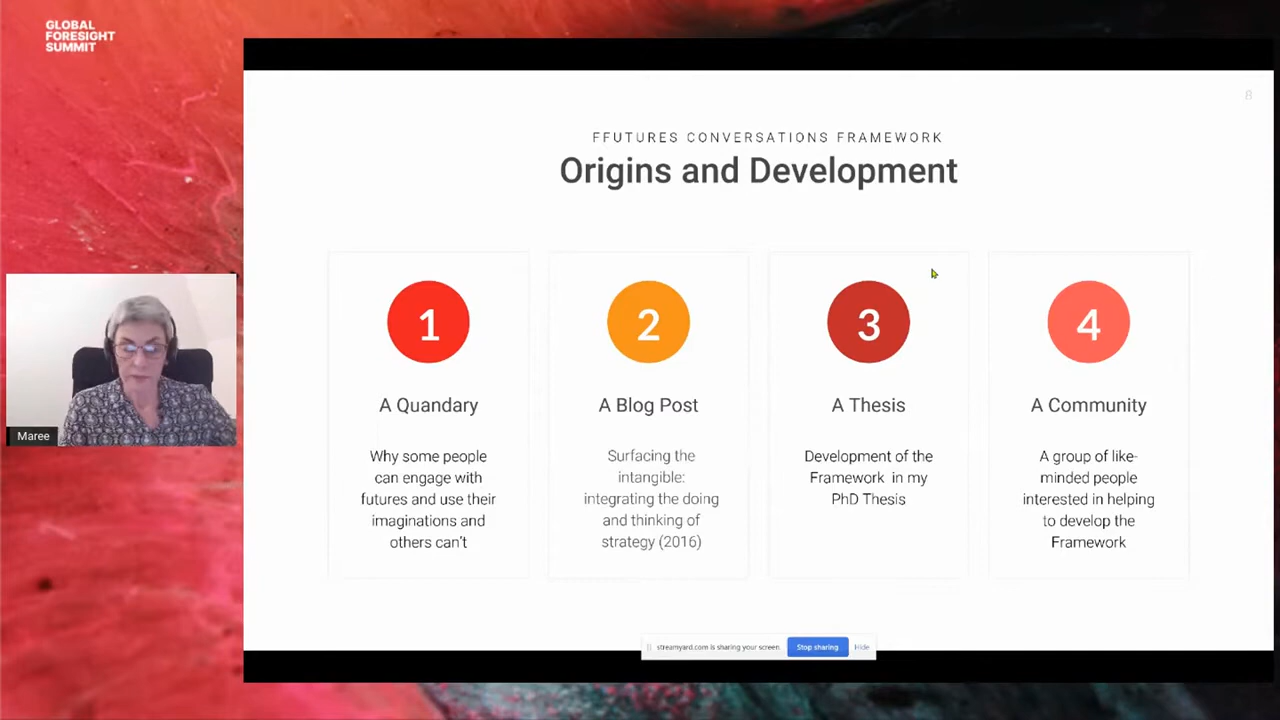 GLOBAL
FORESIGHT
SUMMIT
8
FFUTURES CONVERSATIONS FRAMEWORK
Origins and Development
1
A Quandary
Why some people
can engage with
futures and use their
imaginations and
others can't
2
A Blog Post
Surfacing the
intangible:
integrating the doing
and thinking of
strategy (2016)
3
A Thesis
Development of the
Framework in my
PhD Thesis
4
A Community
A group of like-
minded people
interested in helping
to develop the
Framework
Maree
streamyard.com is sharing your screen.
Stop sharing
Hide